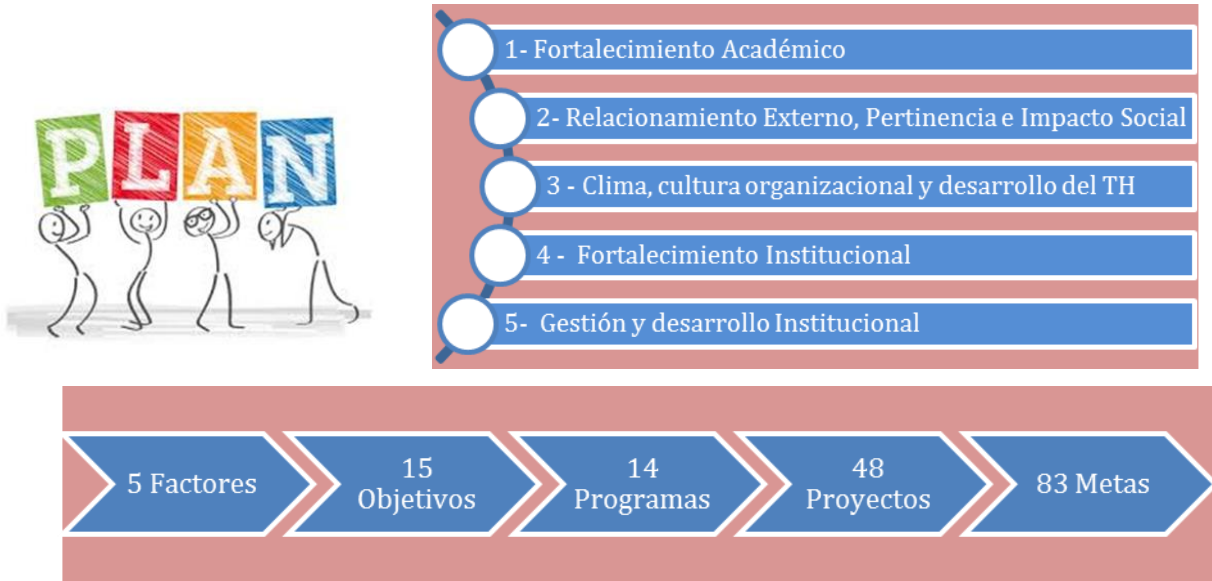 PLAN
1- Fortalecimiento Académico
2- Relacionamiento Externo, Pertinencia e Impacto Social
3 - Clima, cultura organizacional y desarrollo del TH
4 - Fortalecimiento Institucional
5- Gestión y desarrollo Institucional
5 Factores
15
Objetivos
14
Programas
48
Proyectos
83 Metas